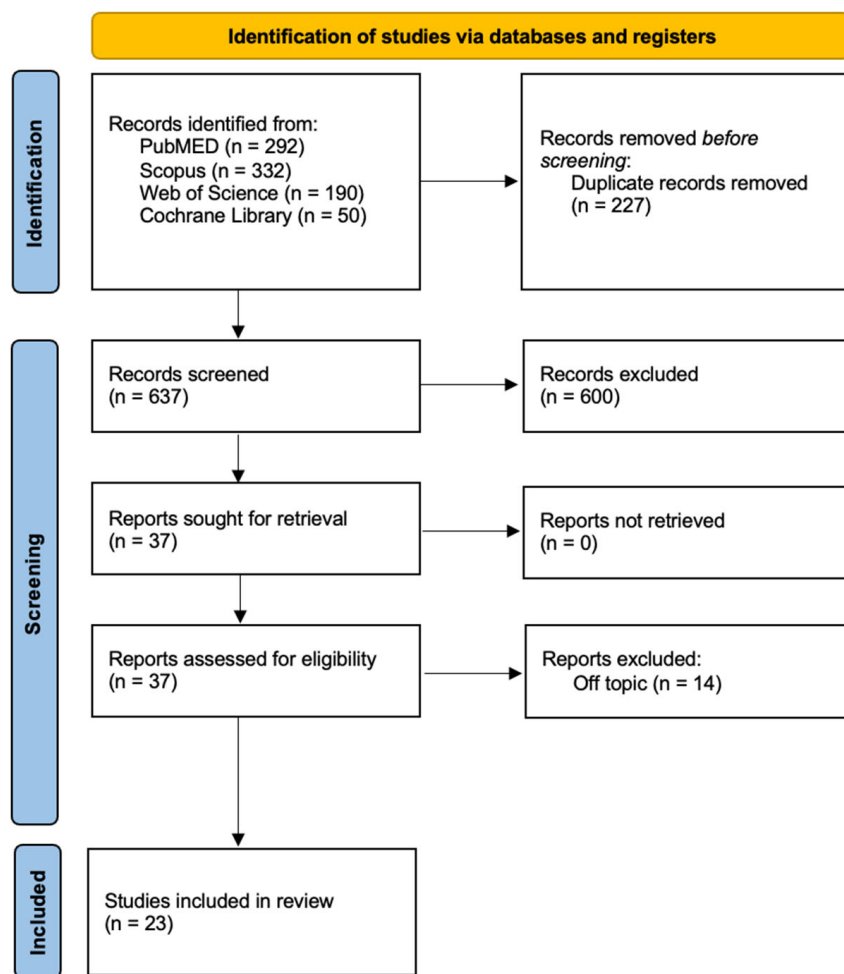 Identification of studies via databases and registers
Identification
Records identified from:
PubMED (n = 292)
Scopus (n = 332)
Web of Science (n = 190)
Cochrane Library (n = 50)
Records removed before
screening:
Duplicate records removed
(n = 227)
Screening
Records screened
(n = 637)
Records excluded
(n = 600)
Reports sought for retrieval
(n = 37)
Reports not retrieved
(n = 0)
Reports assessed for eligibility
(n = 37)
Reports excluded:
Off topic (n = 14)
Included
Studies included in review
(n = 23)